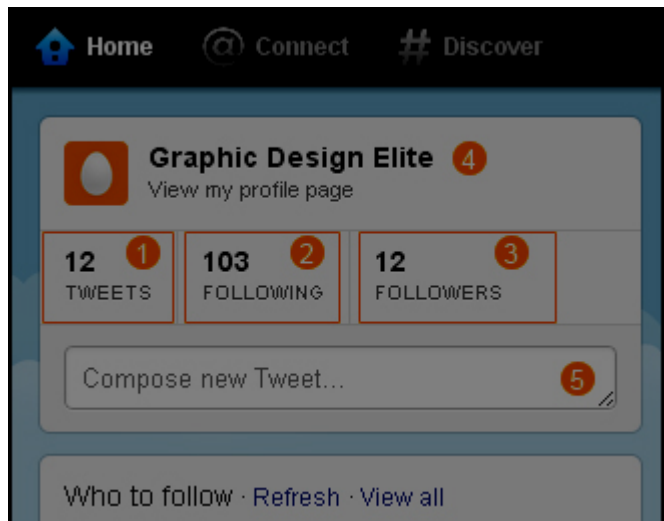 Home @ Connect # Discover
Graphic Design Elite 4
View my profile page
12 1 103 2 12 3
TWEETS FOLLOWING FOLLOWERS
Compose new Tweet... 5
Who to follow · Refresh · View all